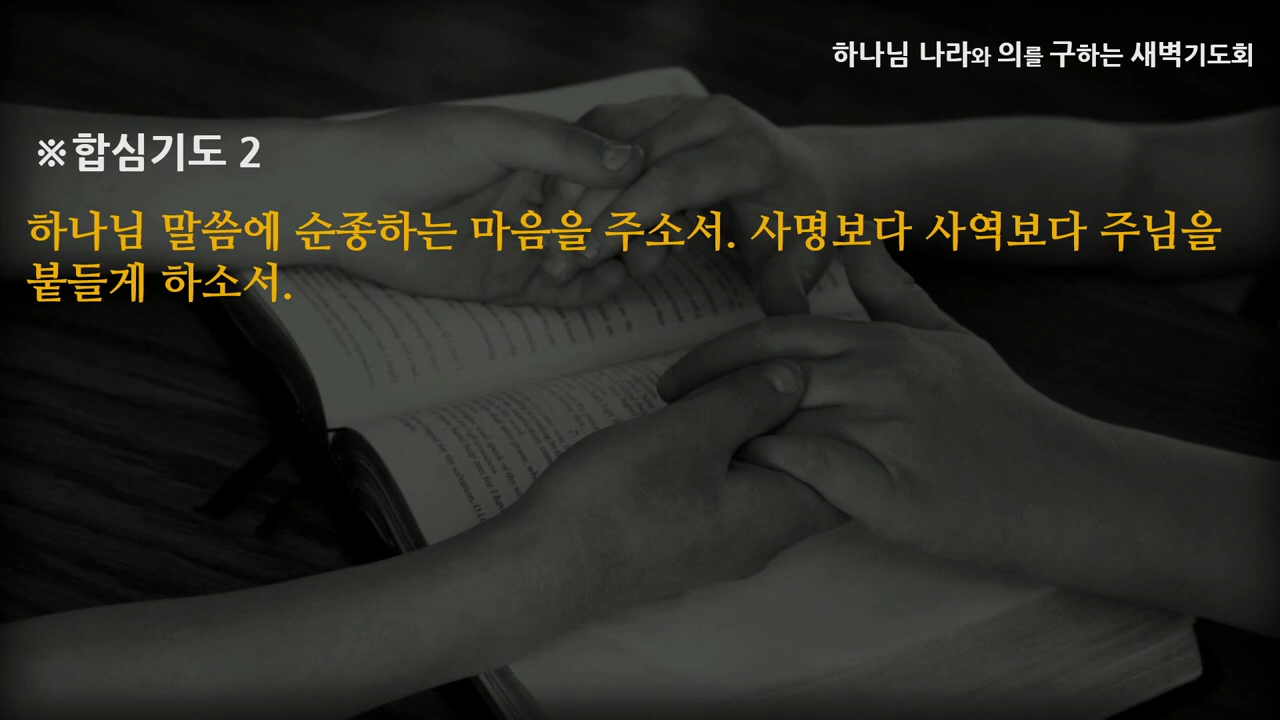 하나님 나라와 의를 구하는 새벽기도회
※합심기도 2
하나님 말씀에 순종하는 마음을 주소서. 사명보다 사역보다 주님을
붙들게 하소서.